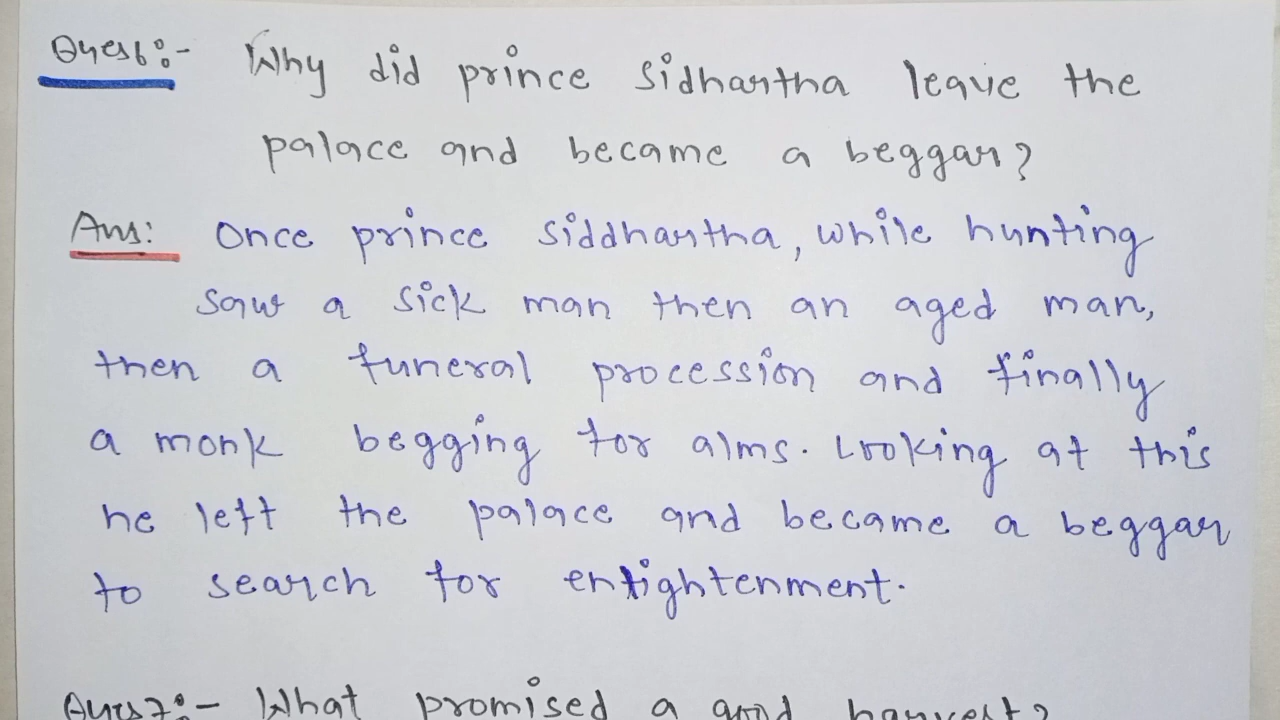 Ques6:- Why did prince Sidhartha leave the
palace and became a beggar?
Ans: Once prince Siddhartha, while hunting
saw a sick man then an aged man,
then a funeral procession and finally
a monk begging for alms. Looking at this
he left the palace and became a beggar
to search for enlightenment.
Ques7:- What promised a good harvest?